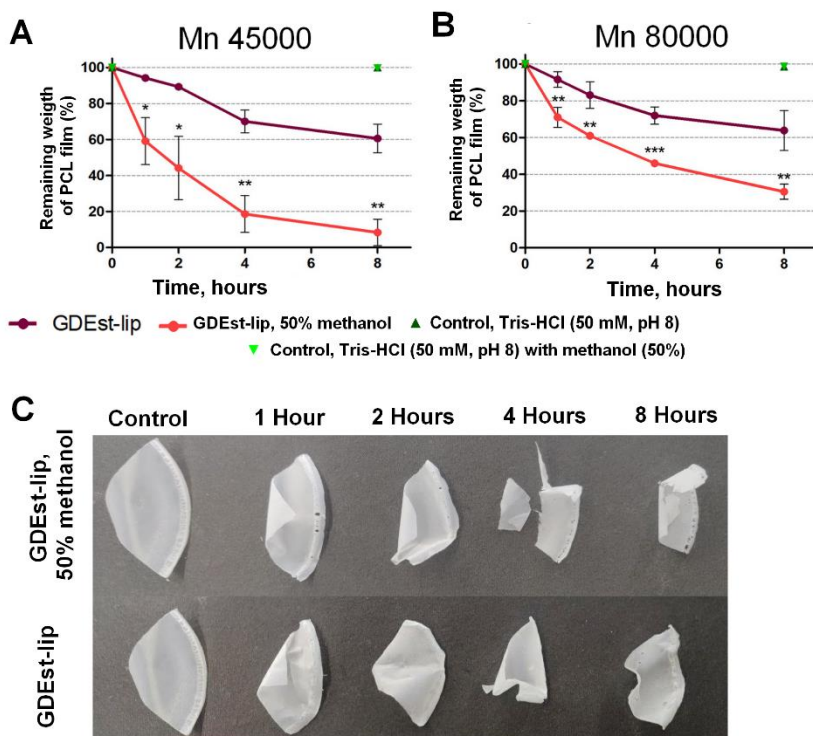 A
Mn 45000
Remaining weigth
of PCL film (%)
100
80
60
40
20
0
*
*
**
**
0 2 4 6 8
Time, hours
B
Mn 80000
Remaining weigth
of PCL film (%)
100
80
60
40
20
0
**
**
***
**
0 2 4 6 8
Time, hours
GDEst-lip GDEst-lip, 50% methanol Control, Tris-HCl (50 mM, pH 8)
Control, Tris-HCl (50 mM, pH 8) with methanol (50%)
C
Control 1 Hour 2 Hours 4 Hours 8 Hours
GDEst-lip,
50% methanol
GDEst-lip